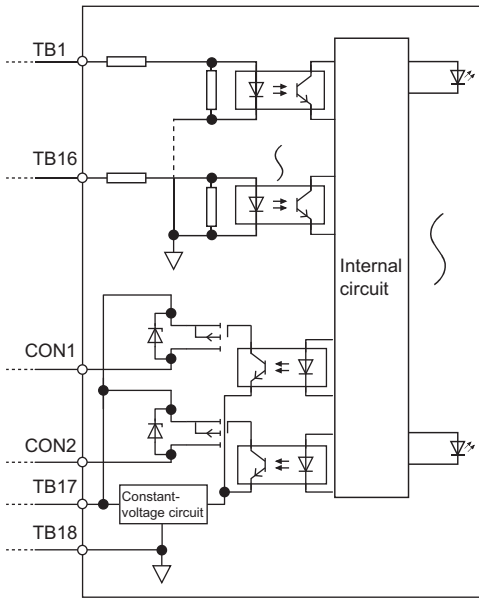 TB1
TB16
Internal
circuit
CON1
CON2
TB17
Constant-
voltage circuit
TB18